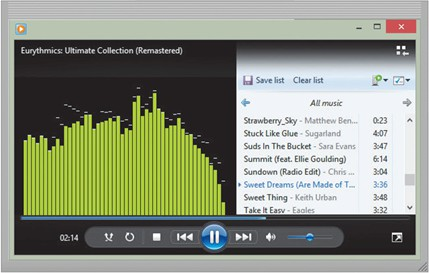 Eurythmics: Ultimate Collection (Remastered)
Save list Clear list
All music
Strawberry_Sky - Matthew Ben... 0:23
Stuck Like Glue - Sugarland 4:07
Suds In The Bucket - Sara Evans 3:47
Summit (feat. Ellie Goulding) 6:14
Sundown (Radio Edit) - Chris ... 3:04
Sweet Dreams (Are Made of T... 3:36
Sweet Thing - Keith Urban 3:48
Take It Easy - Eagles 3:32
02:14